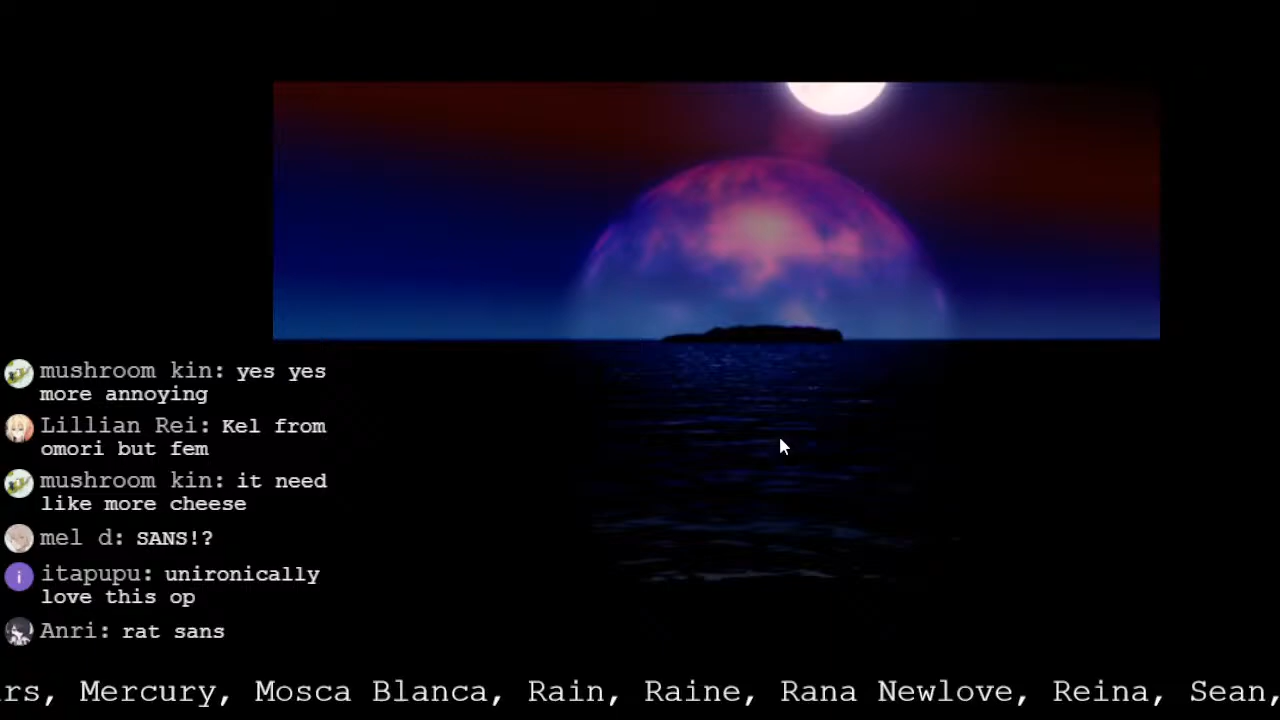 mushroom kin: yes yes
more annoying
Lillian Rei: Kel from
omori but fem
mushroom kin: it need
like more cheese
mel d: SANS!?
i
itapupu: unironically
love this op
Anri: rat sans
rs, Mercury, Mosca Blanca, Rain, Raine, Rana Newlove, Reina, Sean,